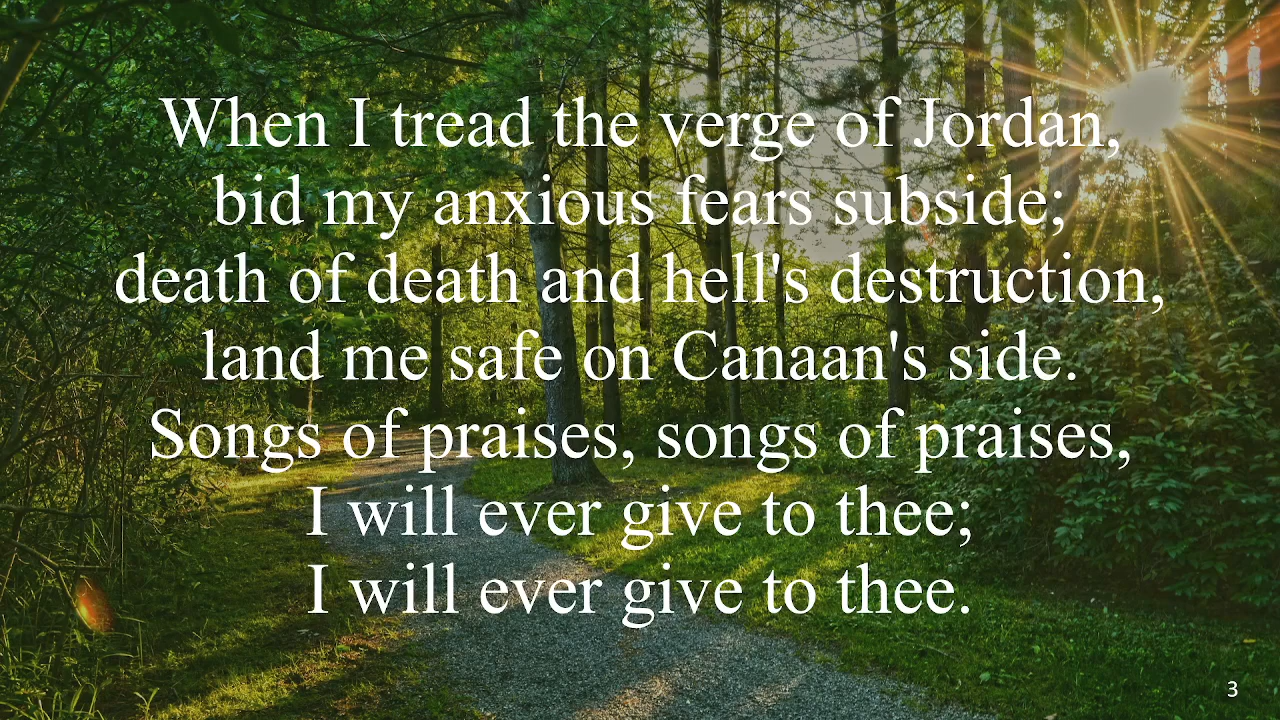 When I tread the verge of Jordan,
bid my anxious fears subside;
death of death and hell's destruction,
land me safe on Canaan's side.
Songs of praises, songs of praises,
I will ever give to thee;
I will ever give to thee.
3